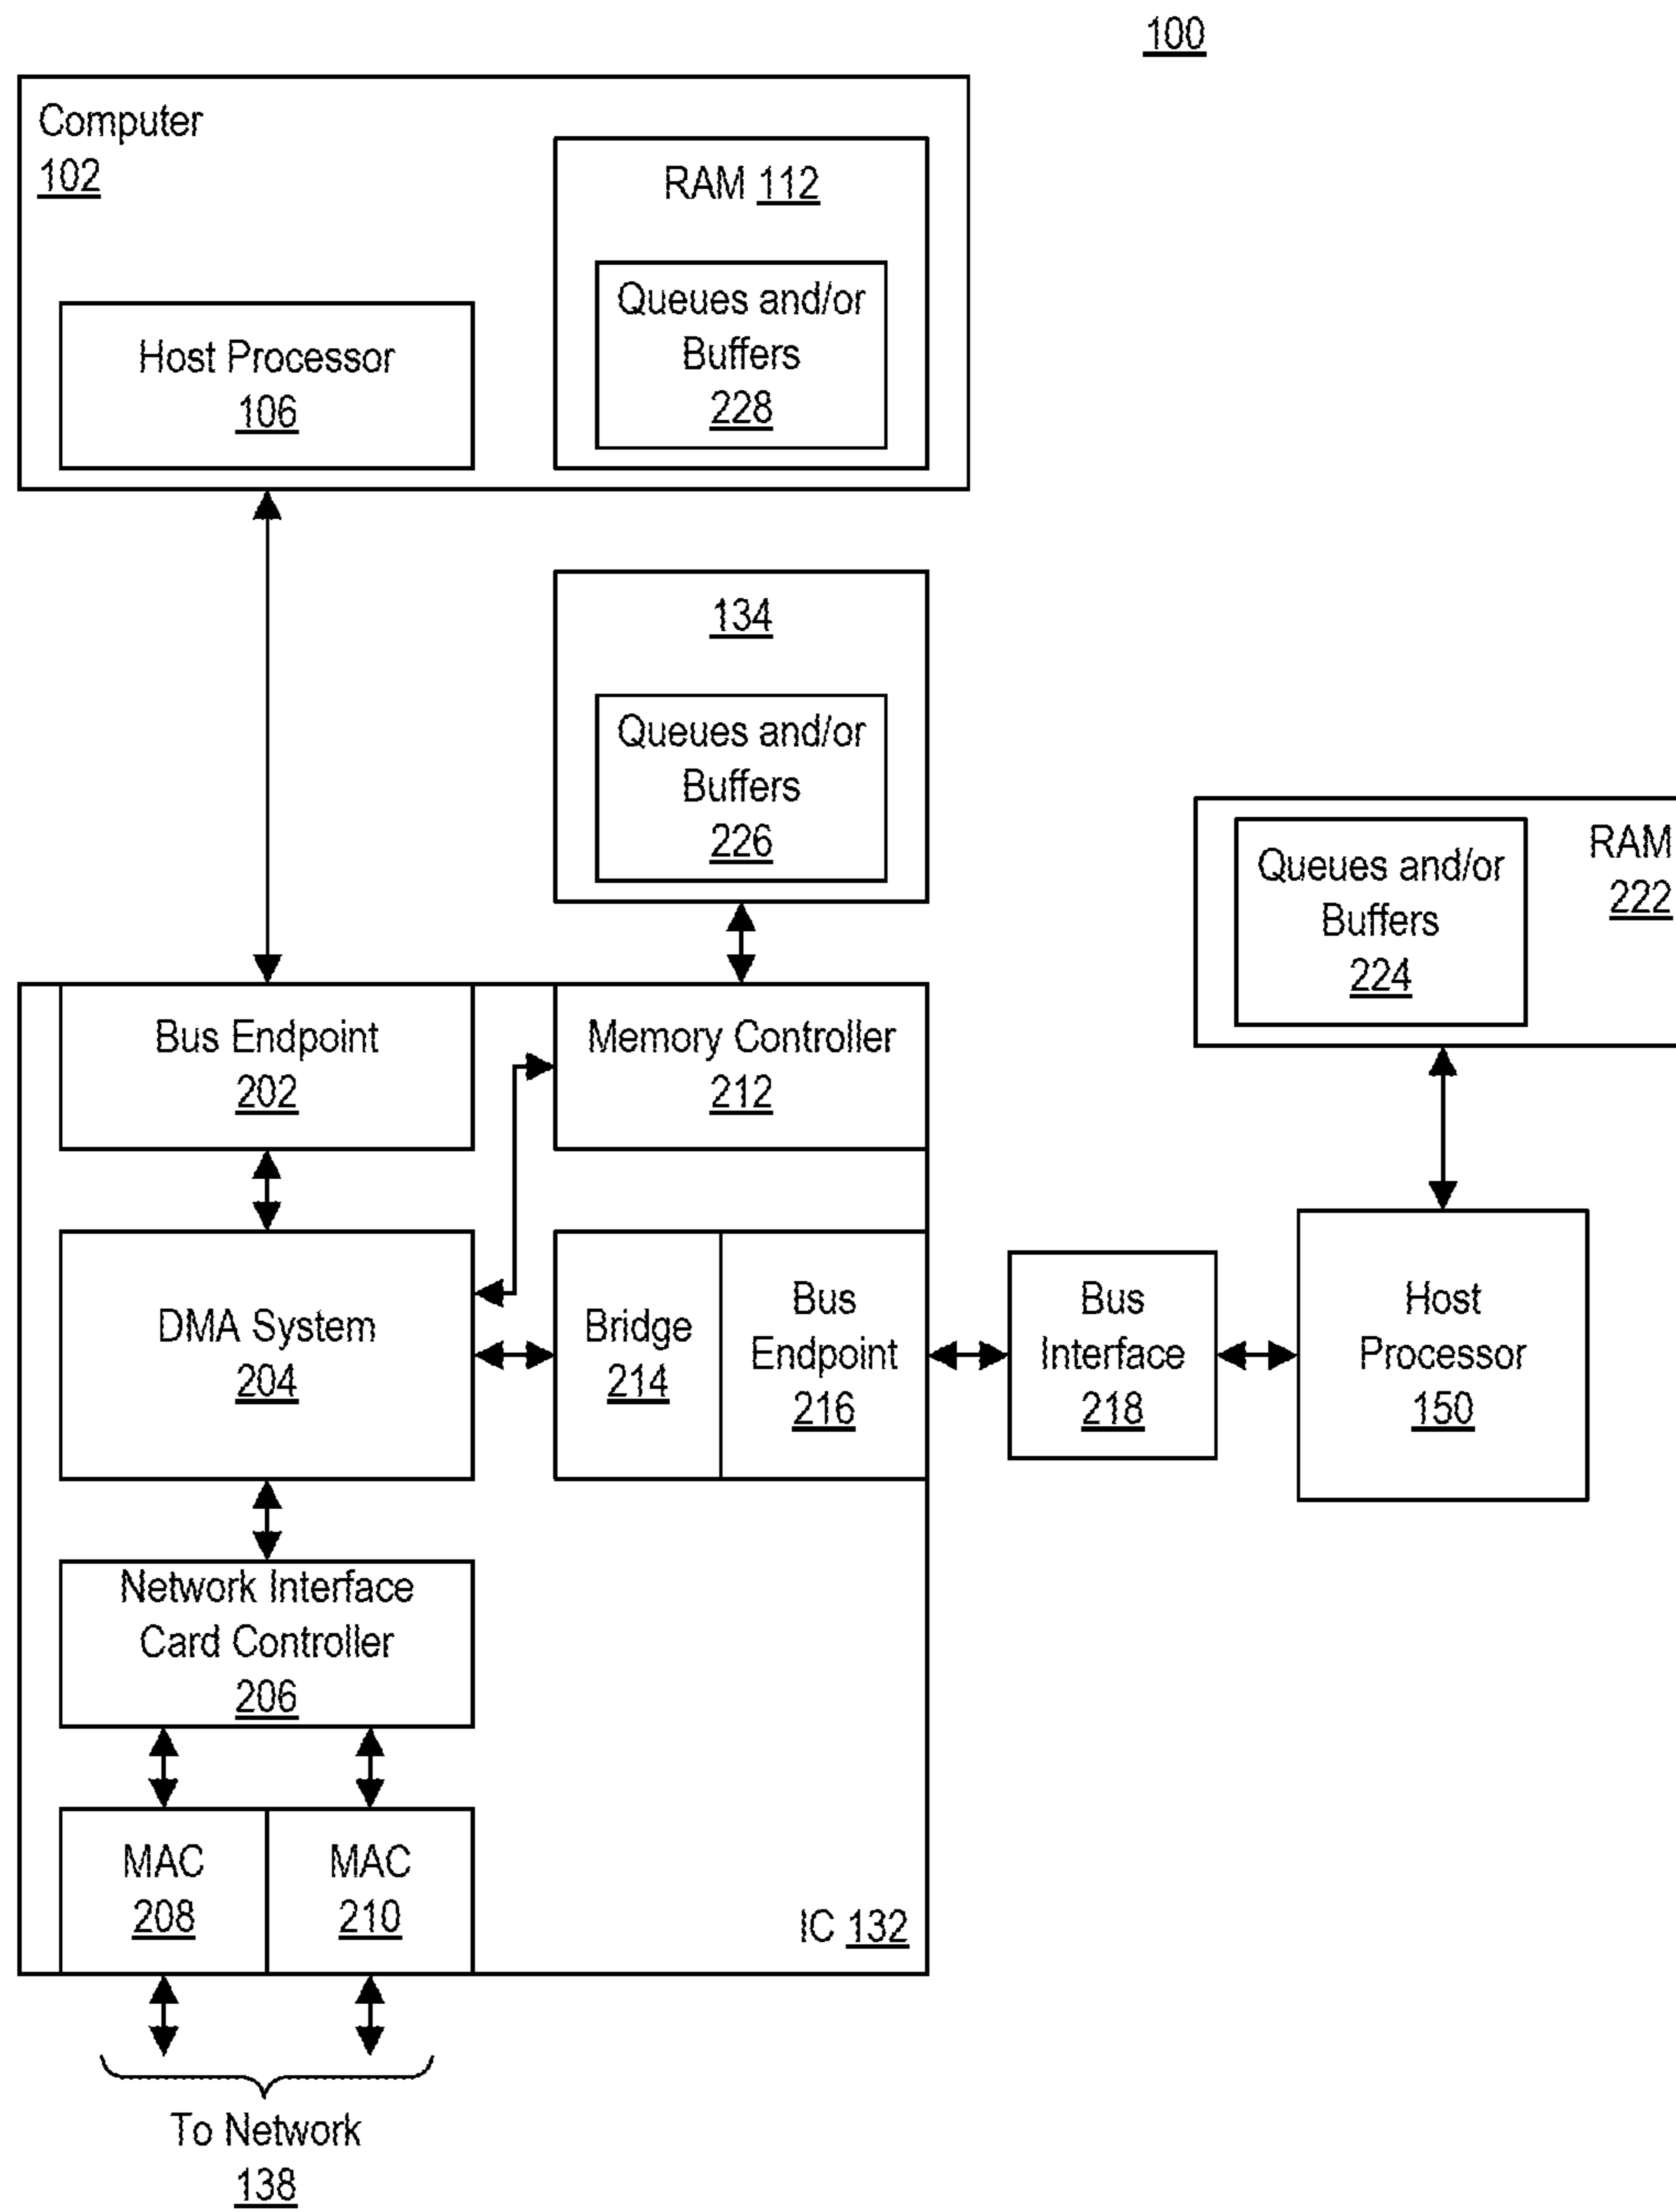 100
Computer
102
RAM 112
Queues and/or
Buffers
228
Host Processor
106
134
Queues and/or
Buffers
226
RAM
222
Queues and/or
Buffers
224
Bus Endpoint
202
Memory Controller
212
DMA System
204
Bridge
214
Bus
Endpoint
216
Bus
Interface
218
Host
Processor
150
Network Interface
Card Controller
206
MAC
208
MAC
210
IC 132
To Network
138